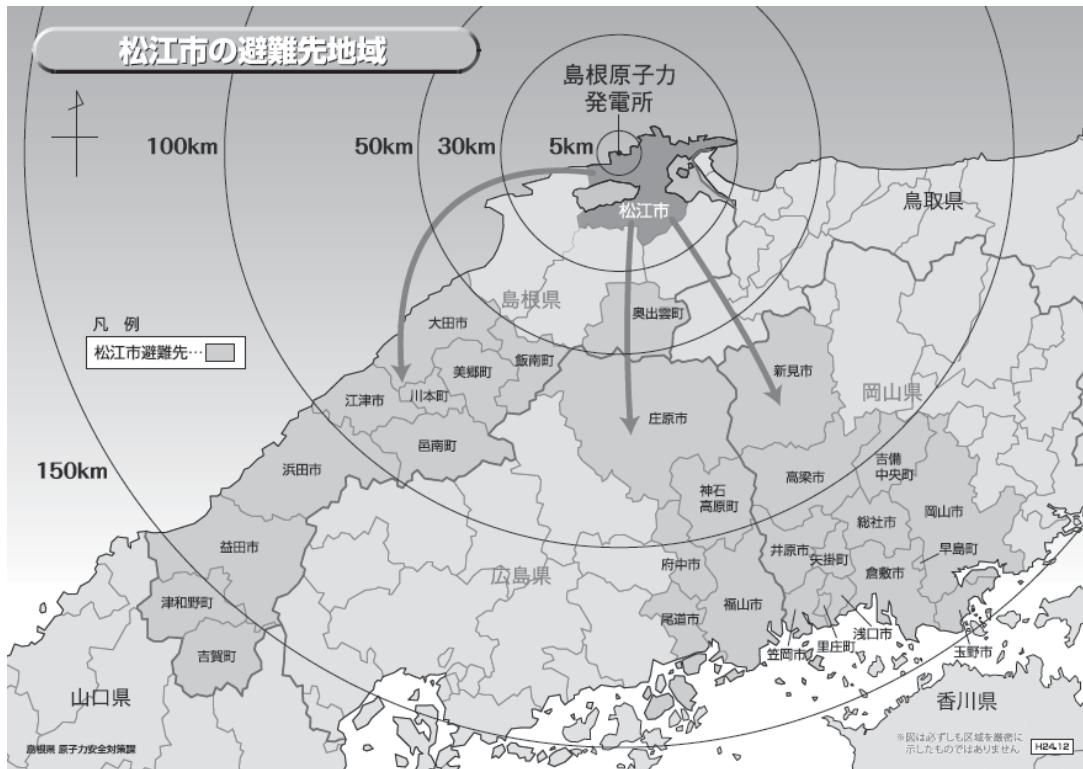 松江市の避難先地域
島根原子力
発電所
100km
50km
30km
5km
鳥取県
松江市
島根県
奥出雲町
凡 例
松江市避難先…
大田市
飯南町
美郷町
新見市
岡山県
江津市
川本町
庄原市
邑南町
150km
浜田市
高梁市
吉備
中央町
神石
高原町
岡山市
総社市
益田市
井原市
矢掛町
早島町
広島県
府中市
倉敷市
津和野町
福山市
尾道市
浅口市
里庄町
笠岡市
玉野市
吉賀町
山口県
香川県
島根県 原子力安全対策課
※図は必ずしも区域を厳密に
示したものではありません
H24.12